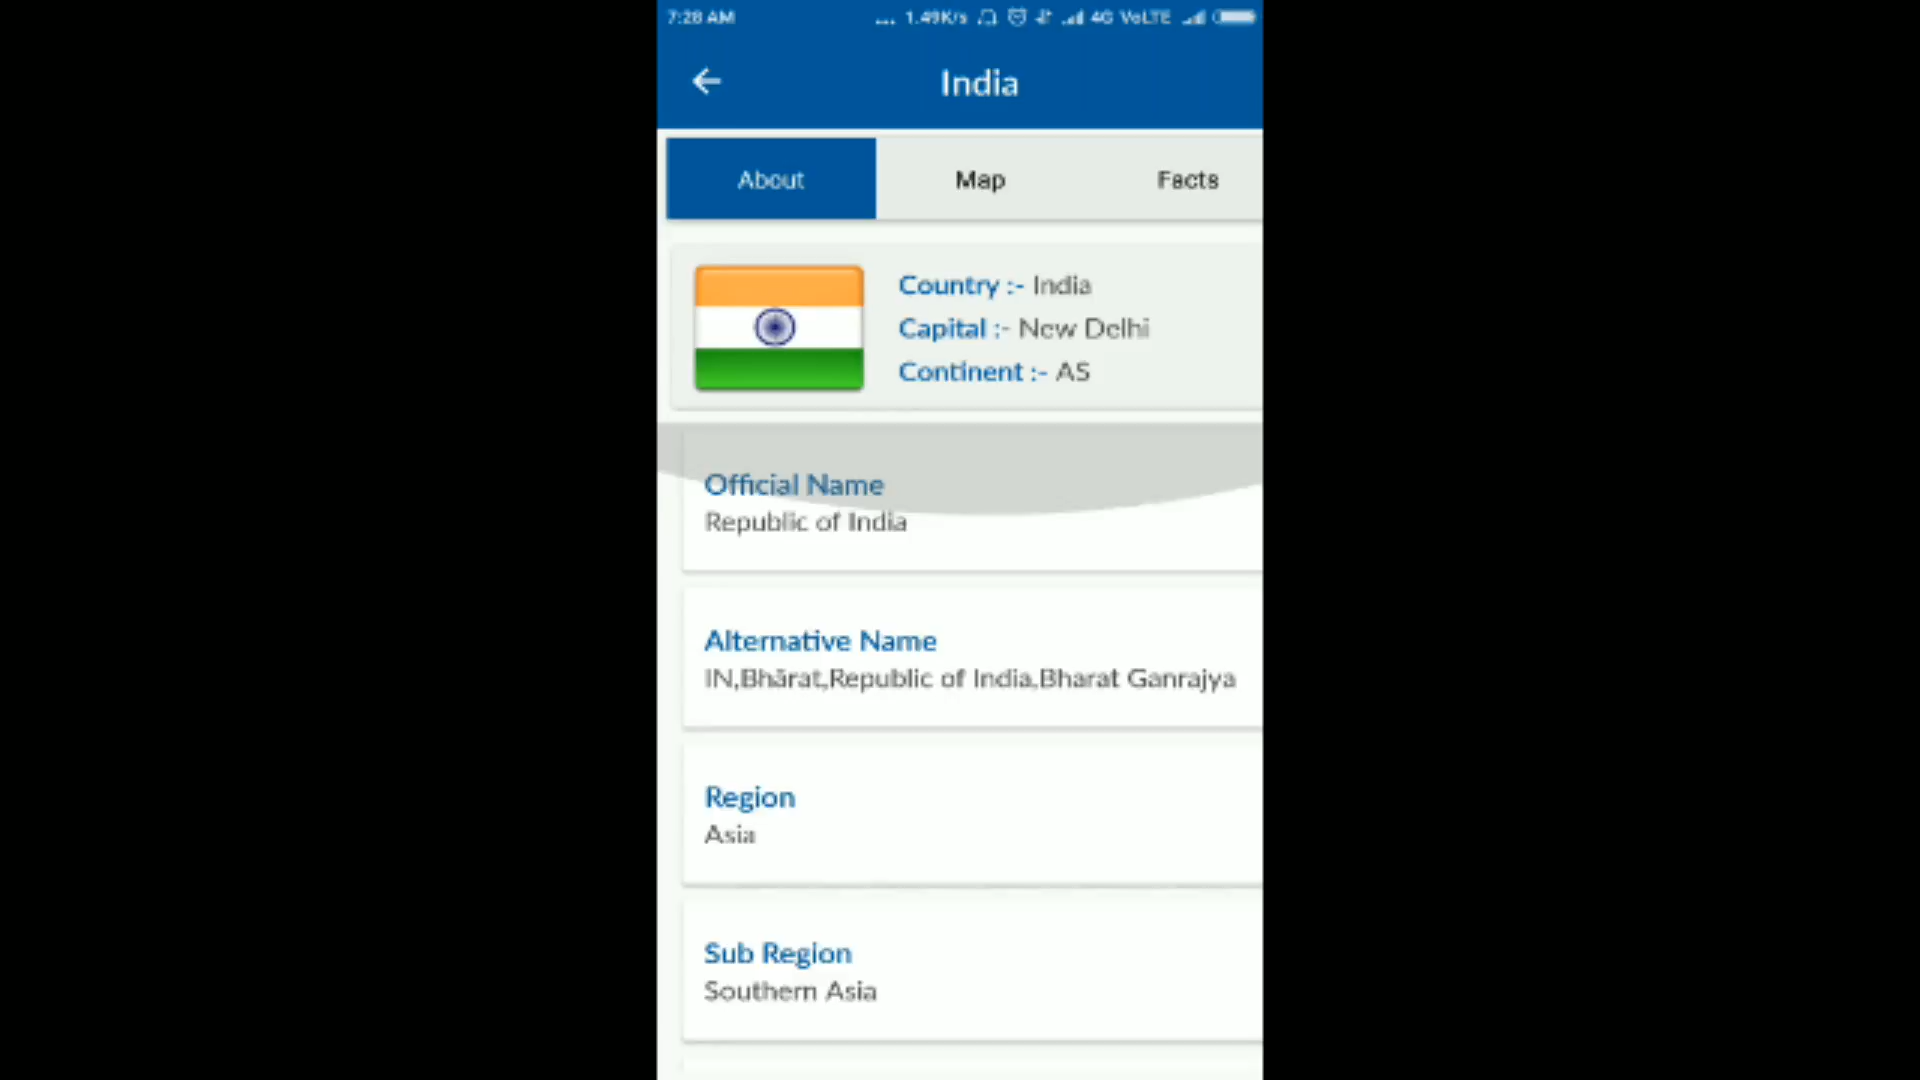 7:28 AM
... 1.49K/s 4G VoLTE
India
About Map Facts
Country :- India
Capital :- New Delhi
Continent :- AS
Official Name
Republic of India
Alternative Name
IN,Bhārat,Republic of India,Bharat Ganrajya
Region
Asia
Sub Region
Southern Asia